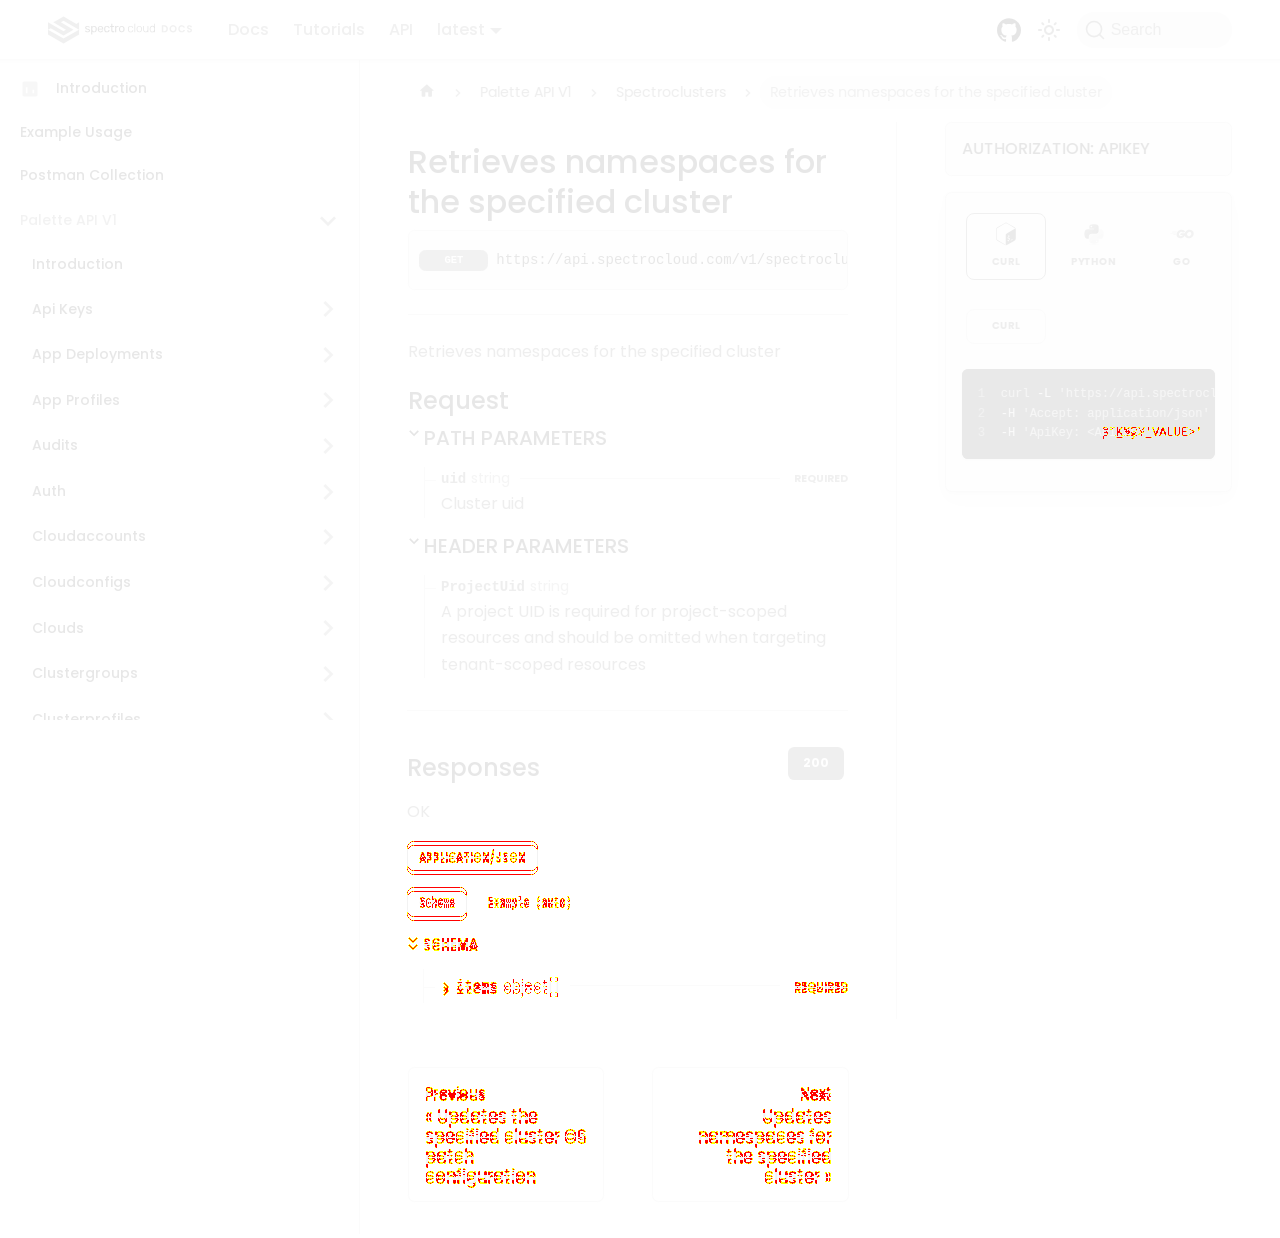 spectro cloud DOCS Docs Tutorials API latest Search
Introduction
Example Usage
Postman Collection
Palette API V1
Introduction
Api Keys
App Deployments
App Profiles
Audits
Auth
Cloudaccounts
Cloudconfigs
Clouds
Clustergroups
Clusterprofiles
Palette API V1 › Spectroclusters › Retrieves namespaces for the specified cluster
Retrieves namespaces for
the specified cluster
GET https://api.spectrocloud.com/v1/spectroclu
Retrieves namespaces for the specified cluster
Request
PATH PARAMETERS
uid string REQUIRED
Cluster uid
HEADER PARAMETERS
ProjectUid string
A project UID is required for project-scoped
resources and should be omitted when targeting
tenant-scoped resources
Responses 200
OK
APPLICATION/JSON
Schema Example (auto)
SCHEMA
items object[] REQUIRED
Previous
« Updates the
specified cluster OS
patch
configuration
Next
Updates
namespaces for
the specified
cluster »
AUTHORIZATION: APIKEY
CURL PYTHON GO
CURL
1 curl -L 'https://api.spectrocl
2 -H 'Accept: application/json'
3 -H 'ApiKey: VALUE>'